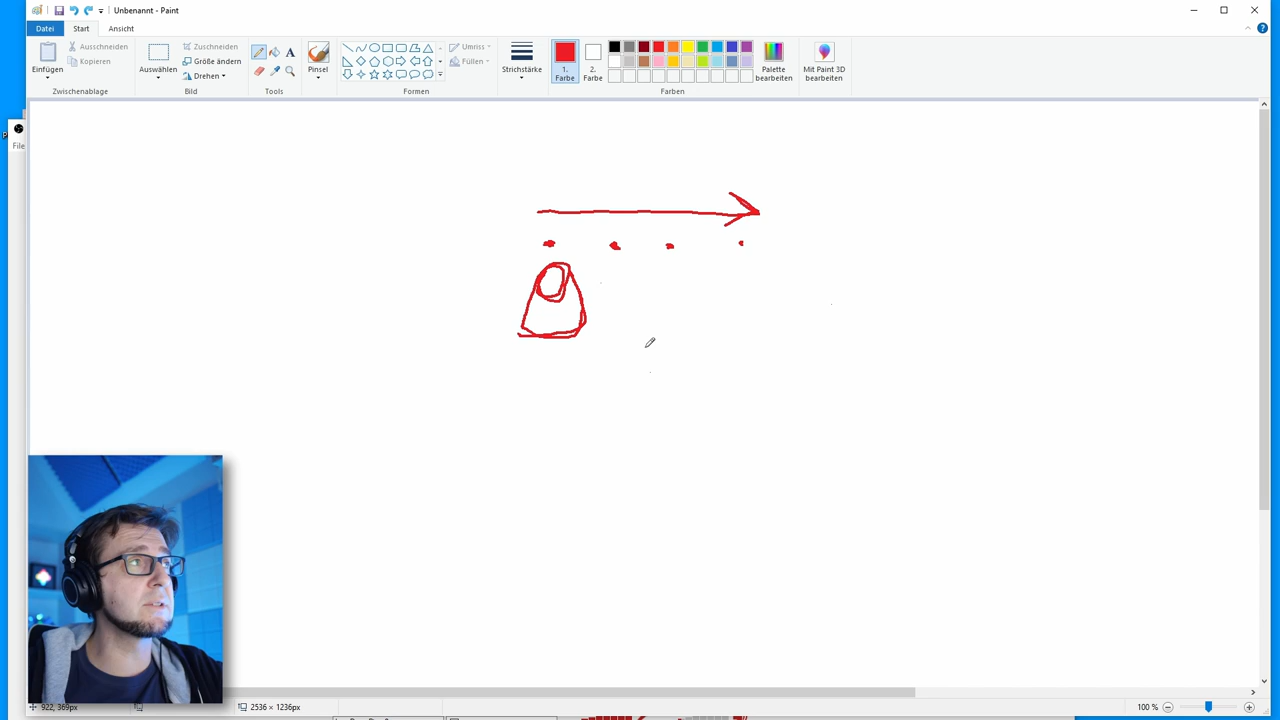 Unbenannt - Paint
Datei
Start
Ansicht
Einfügen
Ausschneiden
Kopieren
Zwischenablage
Auswählen
Zuschneiden
Größe ändern
Drehen
Bild
A
Tools
Pinsel
Formen
Umriss
Füllen
Strichstärke
1.
Farbe
2.
Farbe
Farben
Palette
bearbeiten
Mit Paint 3D
bearbeiten
File
922, 369px
2536 × 1236px
100 %